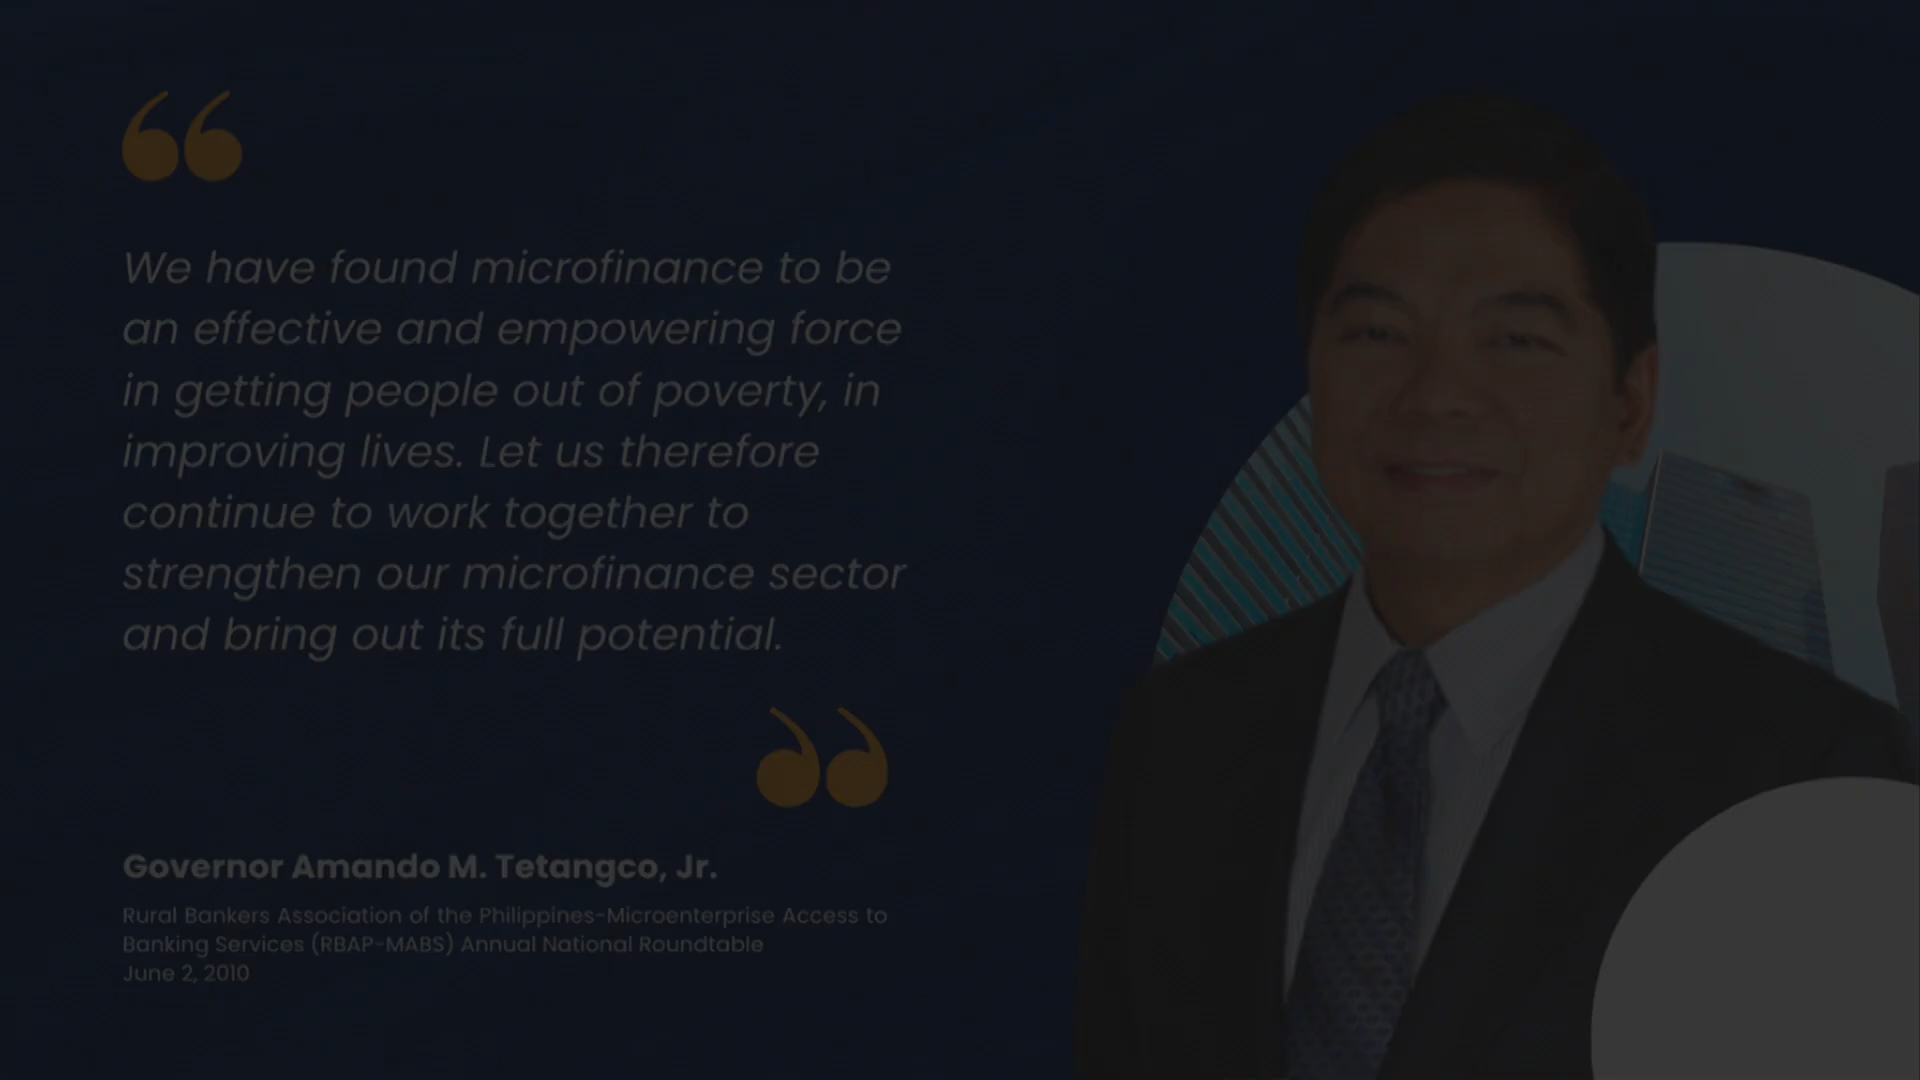 We have found microfinance to be
an effective and empowering force
in getting people out of poverty, in
improving lives. Let us therefore
continue to work together to
strengthen our microfinance sector
and bring out its full potential.
Governor Amando M. Tetangco, Jr.
Rural Bankers Association of the Philippines-Microenterprise Access to
Banking Services (RBAP-MABS) Annual National Roundtable
June 2, 2010